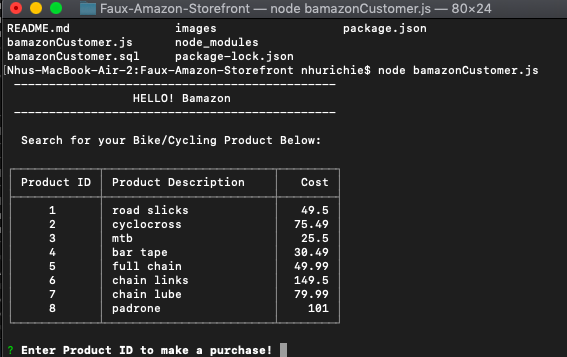 Faux-Amazon-Storefront — node bamazonCustomer.js — 80×24
README.md images package.json
bamazonCustomer.js node_modules
bamazonCustomer.sql package-lock.json
[Nhus-MacBook-Air-2:Faux-Amazon-Storefront nhurichie$ node bamazonCustomer.js
-----------------------------------------------
HELLO! Bamazon
-----------------------------------------------
Search for your Bike/Cycling Product Below:
Product ID Product Description Cost
1 road slicks 49.5
2 cyclocross 75.49
3 mtb 25.5
4 bar tape 30.49
5 full chain 49.99
6 chain links 149.5
7 chain lube 79.99
8 padrone 101
? Enter Product ID to make a purchase!